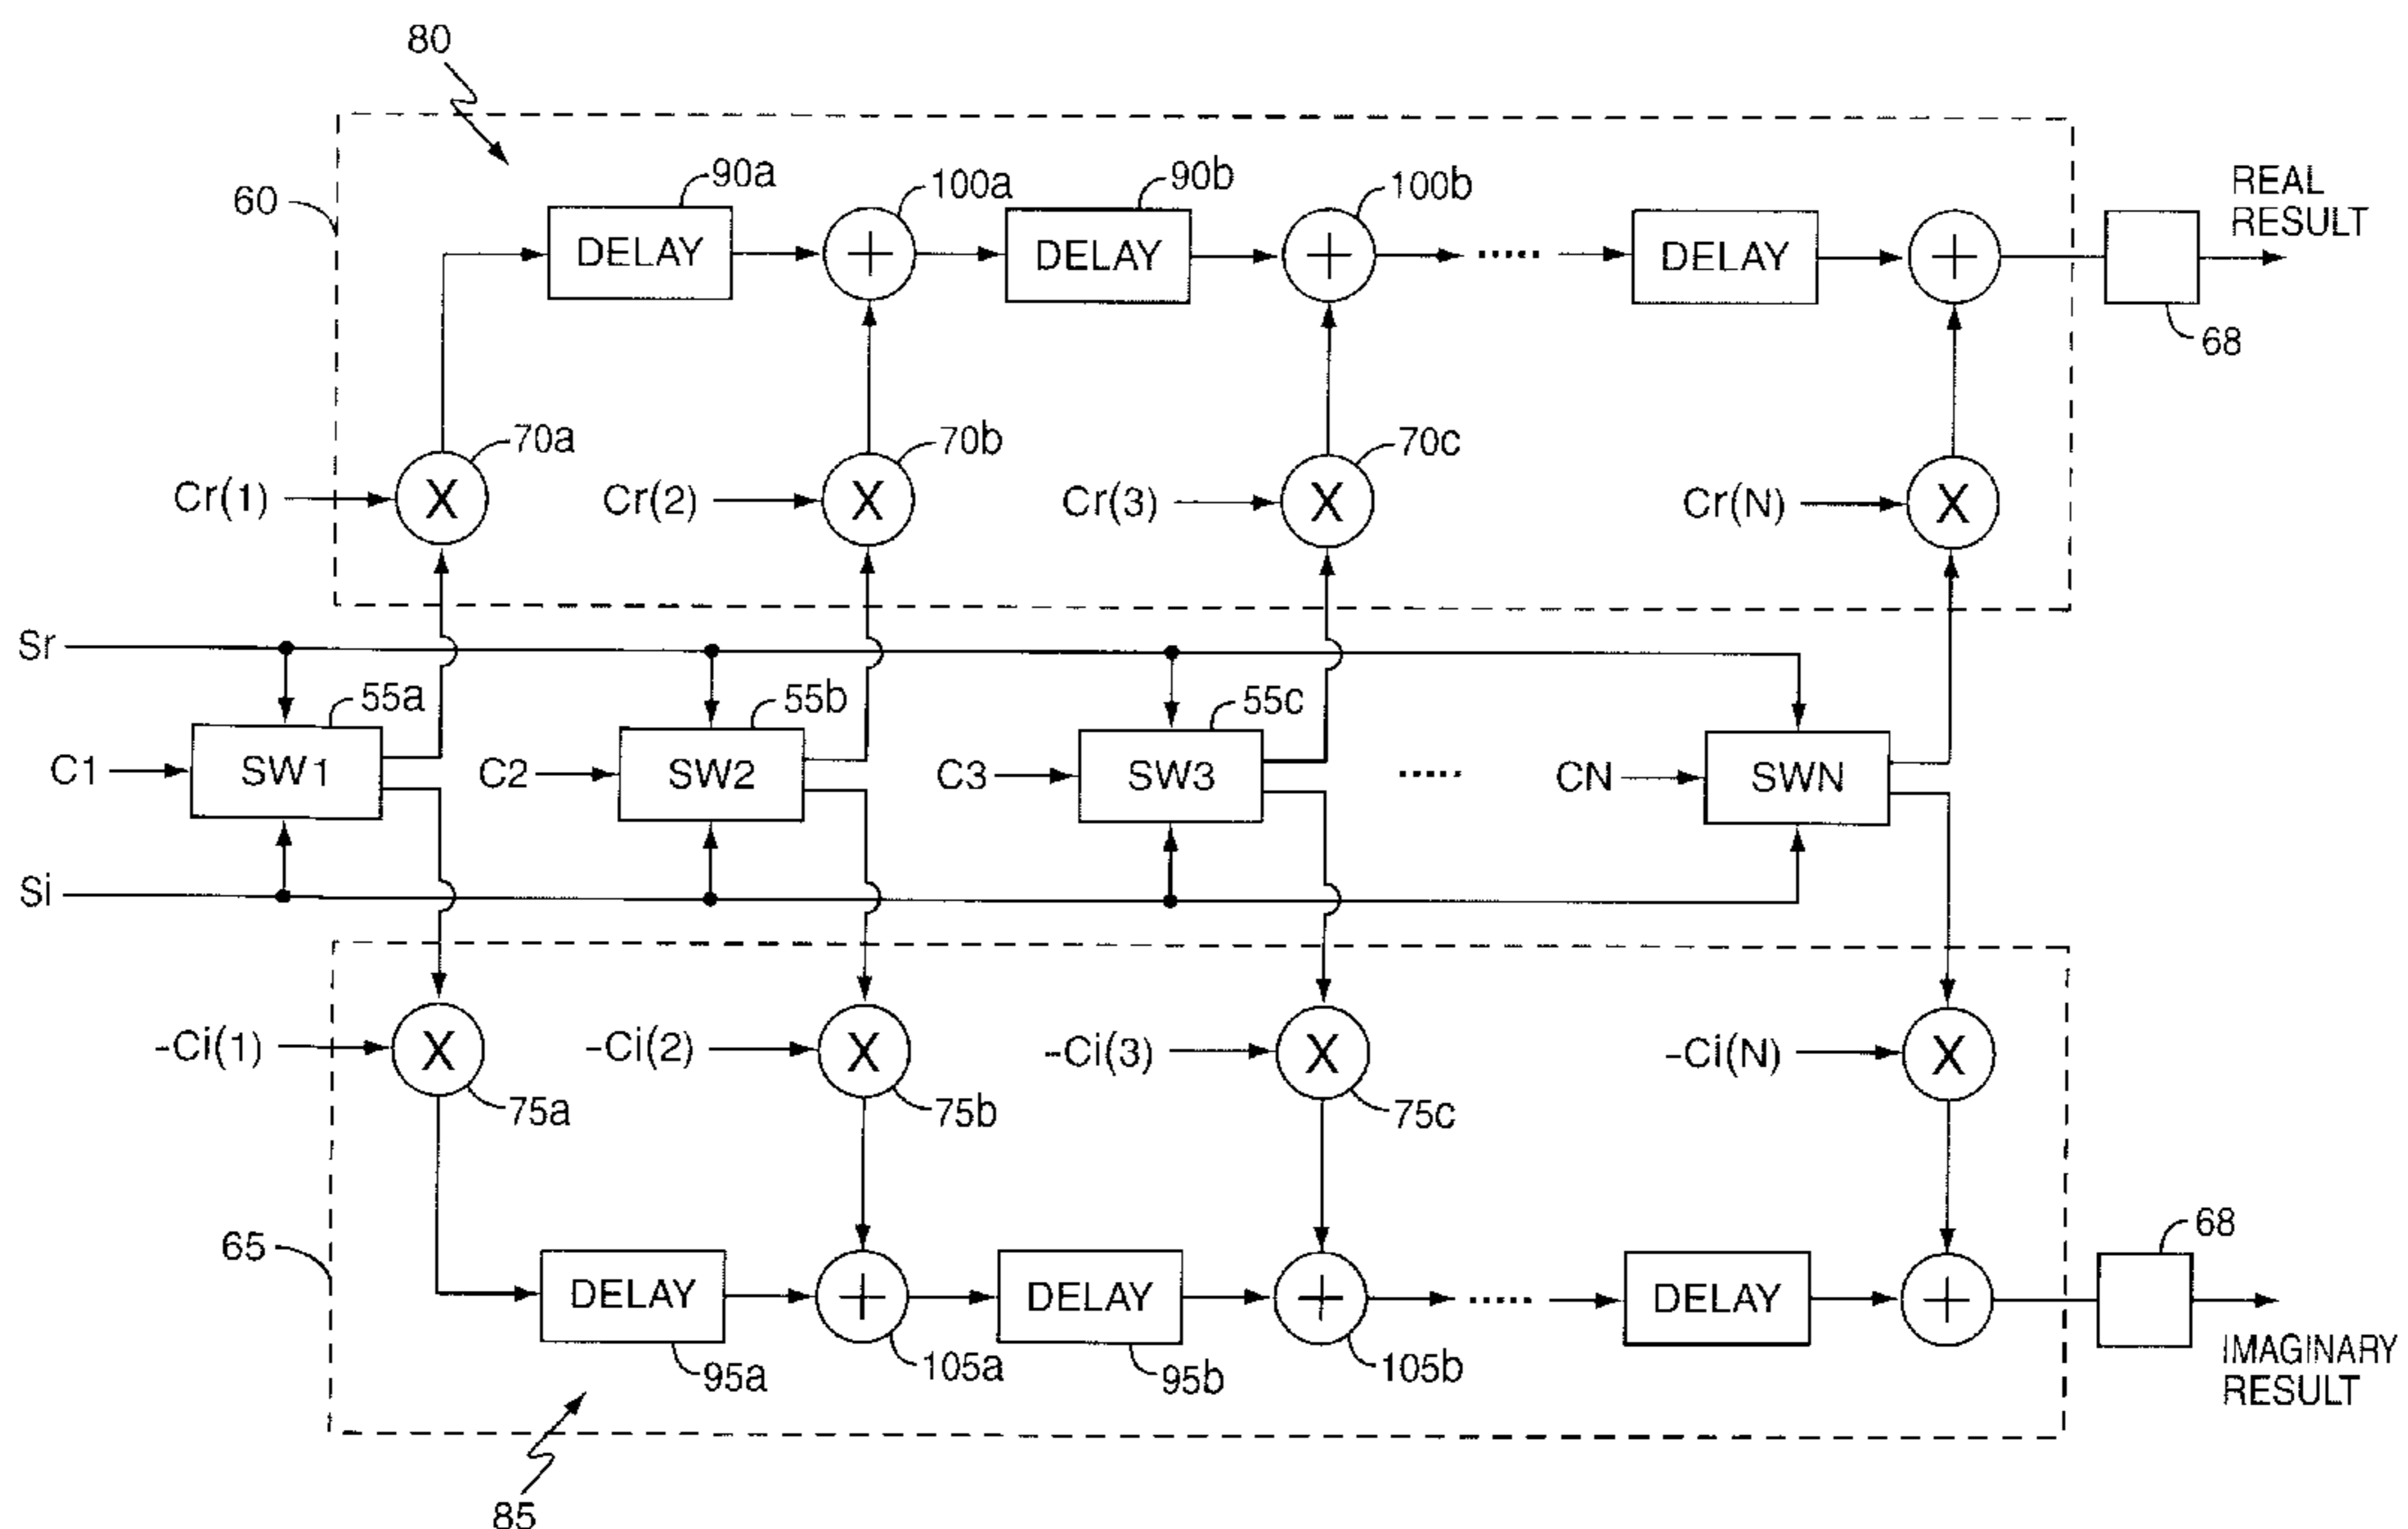 80
60
90a
100a
90b
100b
REAL
RESULT
DELAY
+
DELAY
+
.....
DELAY
+
68
70a
70b
70c
Cr(1)
X
Cr(2)
X
Cr(3)
X
Cr(N)
X
Sr
55a
55b
55c
C1
SW1
C2
SW2
C3
SW3
.....
CN
SWN
Si
-Ci(1)
X
-Ci(2)
X
-Ci(3)
X
-Ci(N)
X
75a
75b
75c
65
68
DELAY
+
DELAY
+
.....
DELAY
+
95a
105a
95b
105b
IMAGINARY
RESULT
85